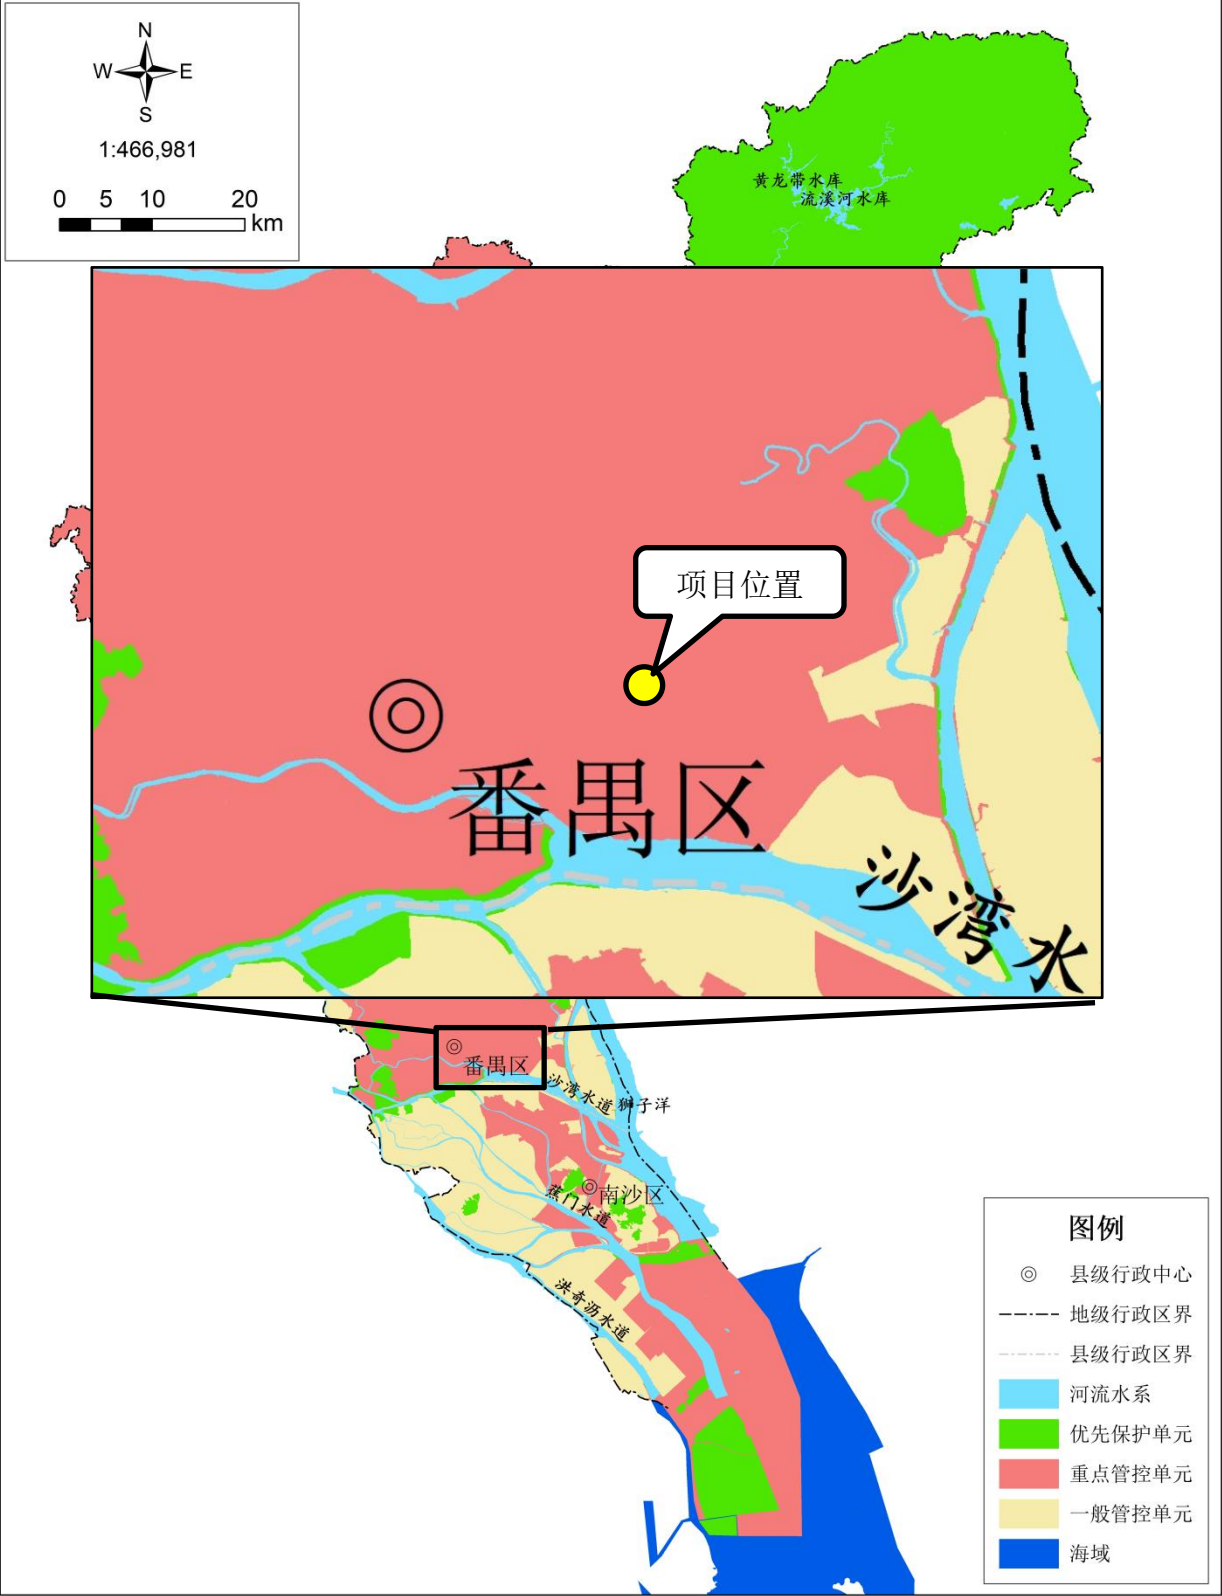 N
W
E
S
1:466,981
0 5 10 20
km
黄龙带水库
流溪河水库
项目位置
番禺区
沙湾水
番禺区
沙湾水道
狮子洋
南沙区
蕉门水道
洪奇沥水道
图例
县级行政中心
地级行政区界
县级行政区界
河流水系
优先保护单元
重点管控单元
一般管控单元
海域